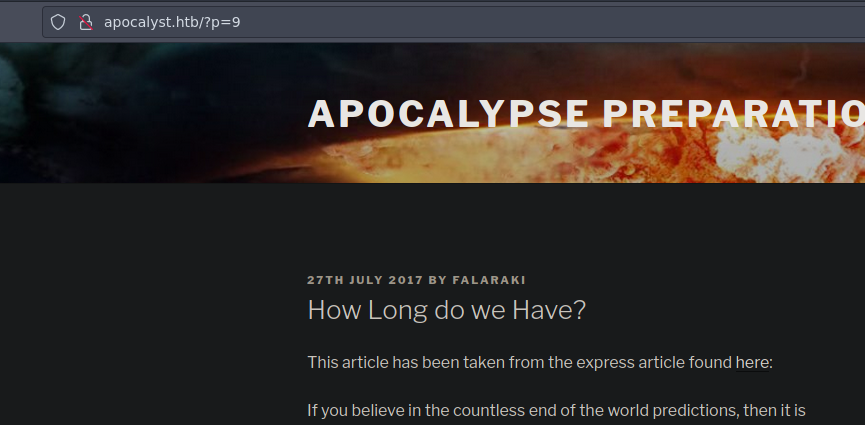 apocalyst.htb/?p=9
APOCALYPSE PREPARATIO
27TH JULY 2017 BY FALARAKI
How Long do we Have?
This article has been taken from the express article found here:
If you believe in the countless end of the world predictions, then it is